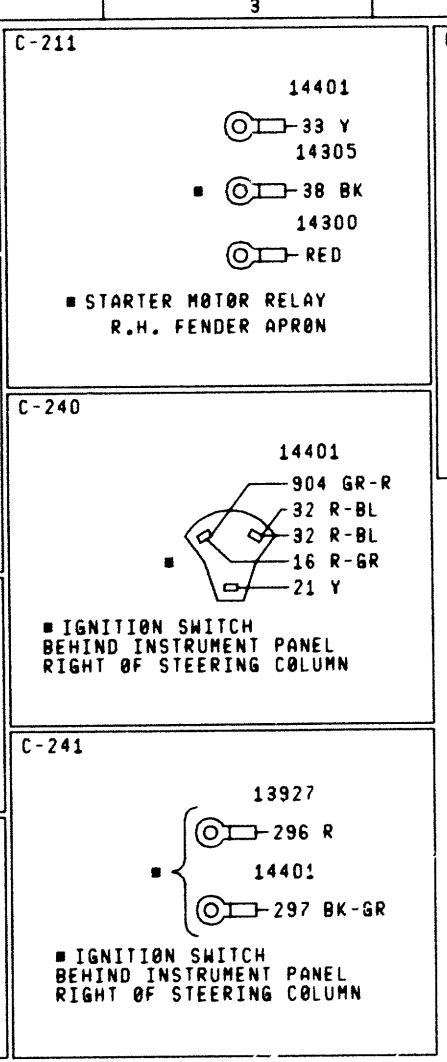 3
C-211
14401
33 Y
14305
■ 38 BK
14300
RED
■ STARTER MOTOR RELAY
R.H. FENDER APRON
C-240
14401
904 GR-R
32 R-BL
32 R-BL
16 R-GR
■
21 Y
■ IGNITION SWITCH
BEHIND INSTRUMENT PANEL
RIGHT OF STEERING COLUMN
C-241
13927
296 R
■ 14401
297 BK-GR
■ IGNITION SWITCH
BEHIND INSTRUMENT PANEL
RIGHT OF STEERING COLUMN